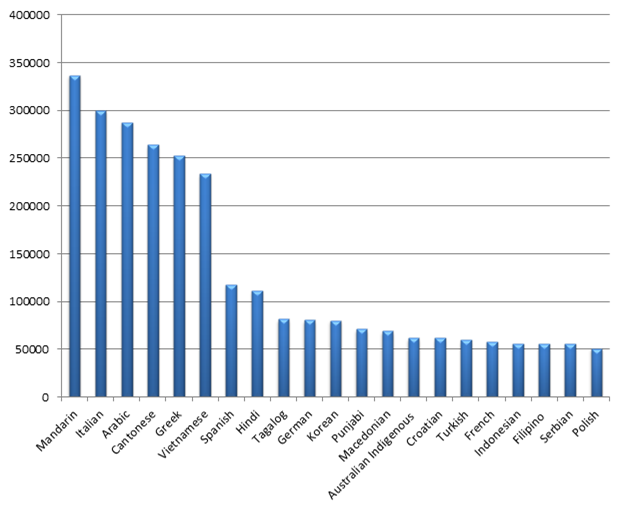 400000
350000
300000
250000
200000
150000
100000
50000
0
Mandarin
Italian
Arabic
Cantonese
Greek
Vietnamese
Spanish
Hindi
Tagalog
German
Korean
Punjabi
Macedonian
Australian Indigenous
Croatian
Turkish
French
Indonesian
Filipino
Serbian
Polish